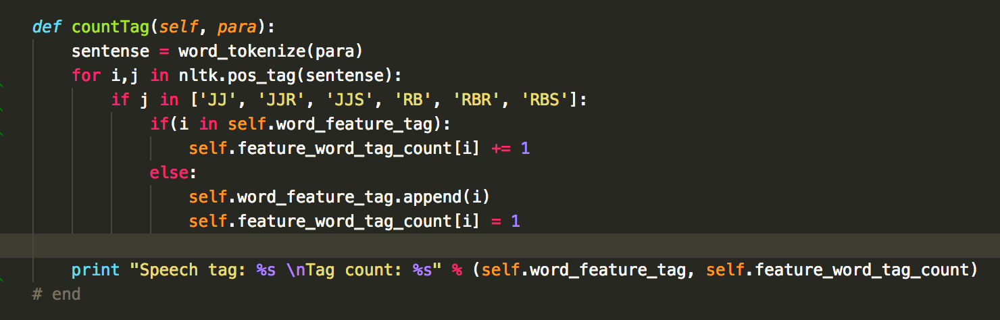 def countTag(self, para):
    sentense = word_tokenize(para)
    for i,j in nltk.pos_tag(sentense):
        if j in ['JJ', 'JJR', 'JJS', 'RB', 'RBR', 'RBS']:
            if(i in self.word_feature_tag):
                self.feature_word_tag_count[i] += 1
            else:
                self.word_feature_tag.append(i)
                self.feature_word_tag_count[i] = 1
    print "Speech tag: %s \nTag count: %s" % (self.word_feature_tag, self.feature_word_tag_count)
# end